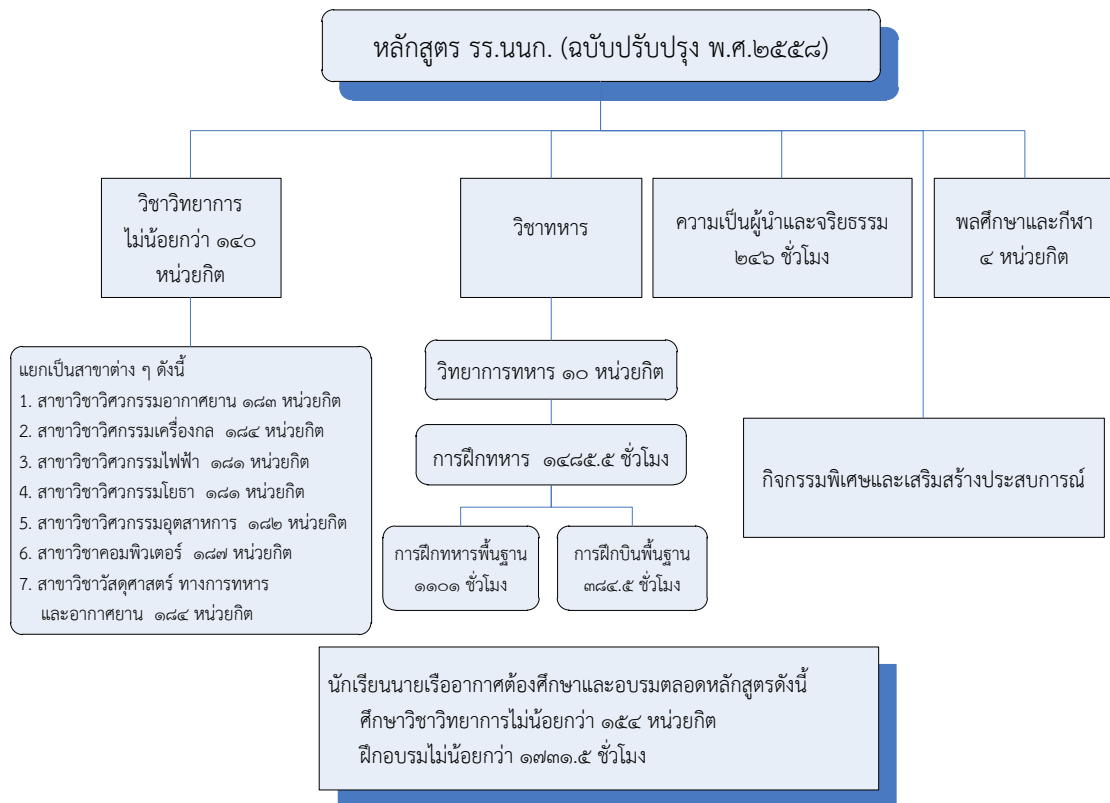 หลักสูตร รร.นนก. (ฉบับปรับปรุง พ.ศ.๒๕๕๘)
วิชาวิทยาการ
ไม่น้อยกว่า ๑๔๐
หน่วยกิต
วิชาทหาร
ความเป็นผู้นำและจริยธรรม
๒๔๖ ชั่วโมง
พลศึกษาและกีฬา
๔ หน่วยกิต
แยกเป็นสาขาต่าง ๆ ดังนี้
1. สาขาวิชาวิศวกรรมอากาศยาน ๑๘๓ หน่วยกิต
2. สาขาวิชาวิศกรรมเครื่องกล ๑๘๔ หน่วยกิต
3. สาขาวิชาวิศวกรรมไฟฟ้า ๑๘๑ หน่วยกิต
4. สาขาวิชาวิศวกรรมโยธา ๑๘๑ หน่วยกิต
5. สาขาวิชาวิศวกรรมอุตสาหการ ๑๘๒ หน่วยกิต
6. สาขาวิชาคอมพิวเตอร์ ๑๘๗ หน่วยกิต
7. สาขาวิชาวัสดุศาสตร์ ทางการทหาร
และอากาศยาน ๑๘๔ หน่วยกิต
วิทยาการทหาร ๑๐ หน่วยกิต
การฝึกทหาร ๑๔๘๕.๕ ชั่วโมง
การฝึกทหารพื้นฐาน
๑๑๐๑ ชั่วโมง
การฝึกบินพื้นฐาน
๓๘๔.๕ ชั่วโมง
กิจกรรมพิเศษและเสริมสร้างประสบการณ์
นักเรียนนายเรืออากาศต้องศึกษาและอบรมตลอดหลักสูตรดังนี้
ศึกษาวิชาวิทยาการไม่น้อยกว่า ๑๕๔ หน่วยกิต
ฝึกอบรมไม่น้อยกว่า ๑๗๓๑.๕ ชั่วโมง